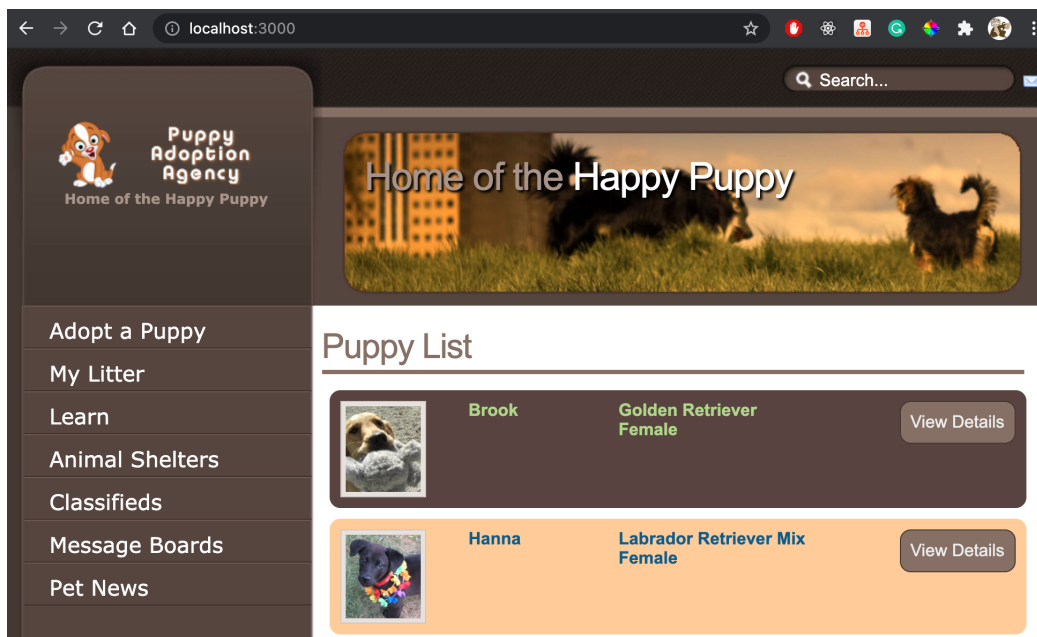 localhost:3000
Search...
Puppy
Adoption
Agency
Home of the Happy Puppy
Home of the Happy Puppy
Adopt a Puppy
My Litter
Learn
Animal Shelters
Classifieds
Message Boards
Pet News
Puppy List
Brook
Golden Retriever
Female
View Details
Hanna
Labrador Retriever Mix
Female
View Details